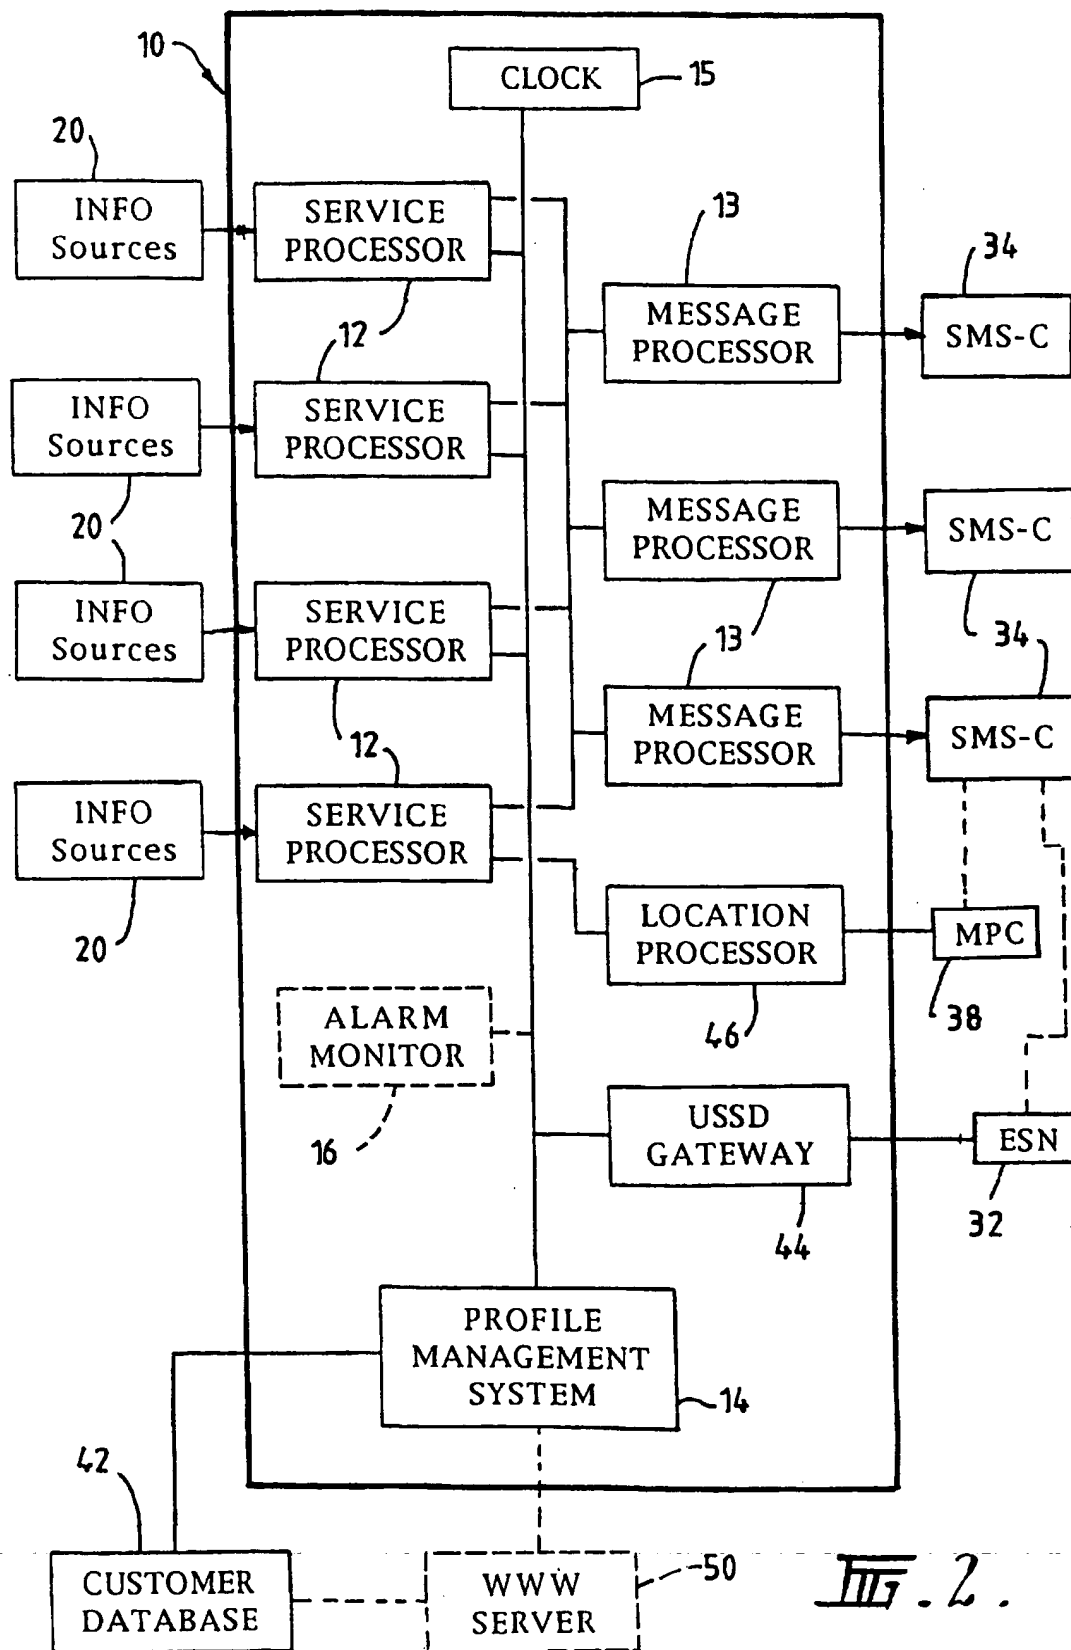 10
CLOCK
15
20
INFO
Sources
SERVICE
PROCESSOR
13
34
MESSAGE
PROCESSOR
SMS-C
12
INFO
Sources
SERVICE
PROCESSOR
20
MESSAGE
PROCESSOR
SMS-C
INFO
Sources
SERVICE
PROCESSOR
13
34
12
MESSAGE
PROCESSOR
SMS-C
INFO
Sources
SERVICE
PROCESSOR
20
LOCATION
PROCESSOR
MPC
46
38
ALARM
MONITOR
16
USSD
GATEWAY
ESN
44
32
PROFILE
MANAGEMENT
SYSTEM
14
42
CUSTOMER
DATABASE
WWW
SERVER
50
FIG. 2.